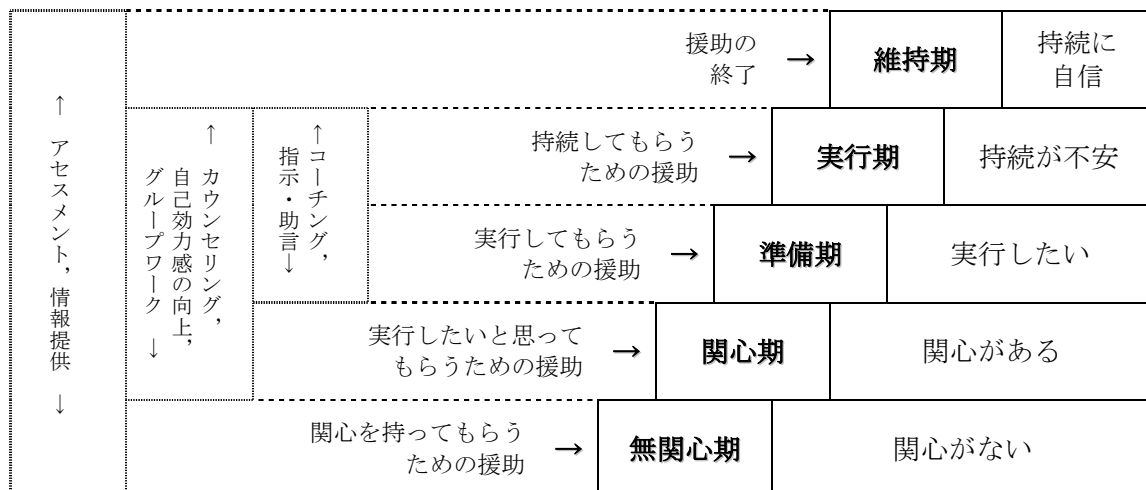 援助の
終了
→
維持期
持続に
自信
持続してもらう
ための援助
→
実行期
持続が不安
実行してもらう
ための援助
→
準備期
実行したい
実行したいと思って
もらうための援助
→
関心期
関心がある
関心を持ってもらう
ための援助
→
無関心期
関心がない
↑コーチング，
指示・助言↓
↑ カウンセリング，
自己効力感の向上，
グループワーク ↓
↑ アセスメント，情報提供 ↓